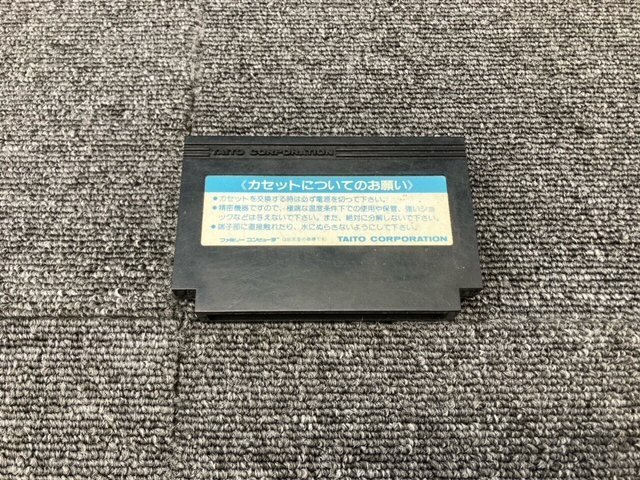 TAITO CORPORATION
《カセットについてのお願い》
●カセットを交換する時は必ず電源を切って下さい。
●精密機器ですので、極端な温度条件下での使用や保管、強いショ
ックなどは与えないで下さい。また、絶対に分解しないで下さい。
●端子部に直接触れたり、水にぬらさないようにして下さい。
ファミリーコンピュータ
TAITO CORPORATION